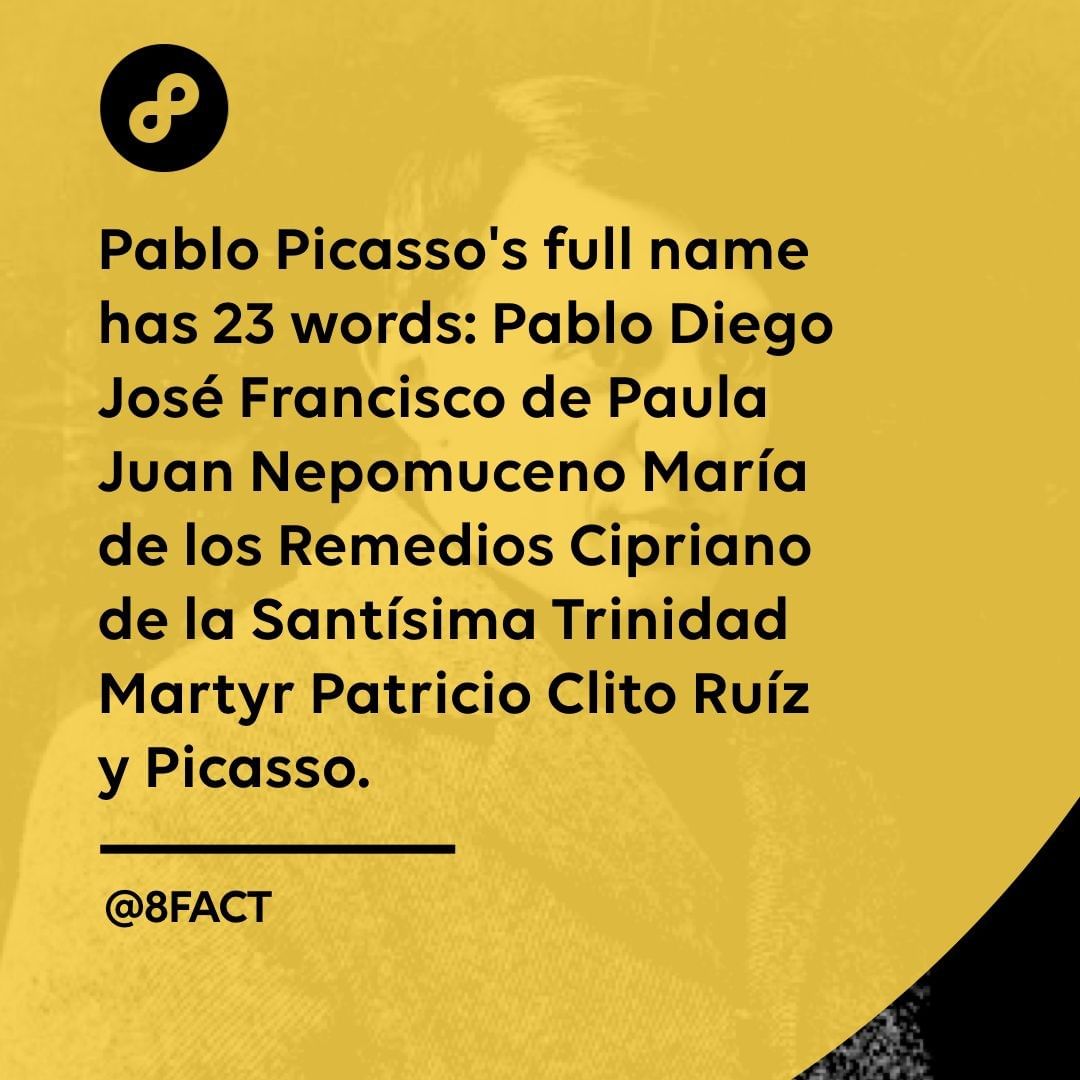 Pablo Picasso's full name
has 23 words: Pablo Diego
José Francisco de Paula
Juan Nepomuceno María
de los Remedios Cipriano
de la Santísima Trinidad
Martyr Patricio Clito Ruíz
y Picasso.
@8FACT